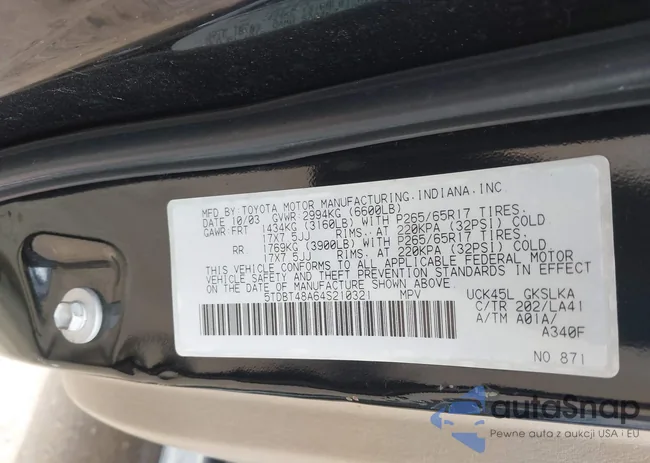 MFD. BY: TOYOTA MOTOR MANUFACTURING, INDIANA, INC.
DATE 10/03 GVWR 2994KG (6600LB)
GAWR: FRT 1434KG (3160LB) WITH P265/65R17 TIRES,
17X7.5JJ RIMS, AT 220KPA (32PSI) COLD
RR 1769KG (3900LB) WITH P265/65R17 TIRES,
17X7.5JJ RIMS, AT 220KPA (32PSI) COLD
THIS VEHICLE CONFORMS TO ALL APPLICABLE FEDERAL MOTOR
VEHICLE SAFETY AND THEFT PREVENTION STANDARDS IN EFFECT
ON THE DATE OF MANUFACTURE SHOWN ABOVE.
5TDBT48A64S210321 MPV
UCK45L GKSLKA
C/TR 202/LA41
A/TM A01A/
A340F
NO 871
autoSnap
Pewne auta z aukcji USA i EU